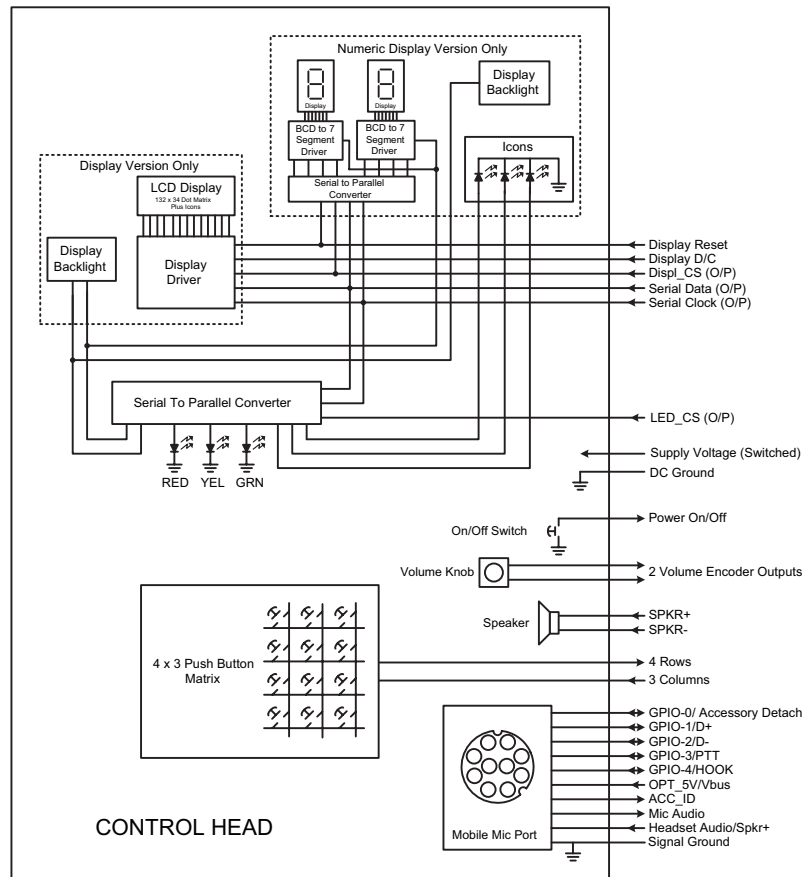 Numeric Display Version Only
Display
Display
Display
Backlight
BCD to 7
Segment
Driver
BCD to 7
Segment
Driver
Icons
Serial to Parallel
Converter
Display Version Only
LCD Display
132 x 34 Dot Matrix
Plus Icons
Display
Backlight
Display
Driver
Display Reset
Display D/C
Displ_CS (O/P)
Serial Data (O/P)
Serial Clock (O/P)
Serial To Parallel Converter
LED_CS (O/P)
RED
YEL
GRN
Supply Voltage (Switched)
DC Ground
On/Off Switch
Power On/Off
Volume Knob
2 Volume Encoder Outputs
Speaker
SPKR+
SPKR-
4 x 3 Push Button
Matrix
4 Rows
3 Columns
GPIO-0/ Accessory Detach
GPIO-1/D+
GPIO-2/D-
GPIO-3/PTT
GPIO-4/HOOK
OPT_5V/Vbus
ACC_ID
Mic Audio
Headset Audio/Spkr+
Signal Ground
Mobile Mic Port
CONTROL HEAD